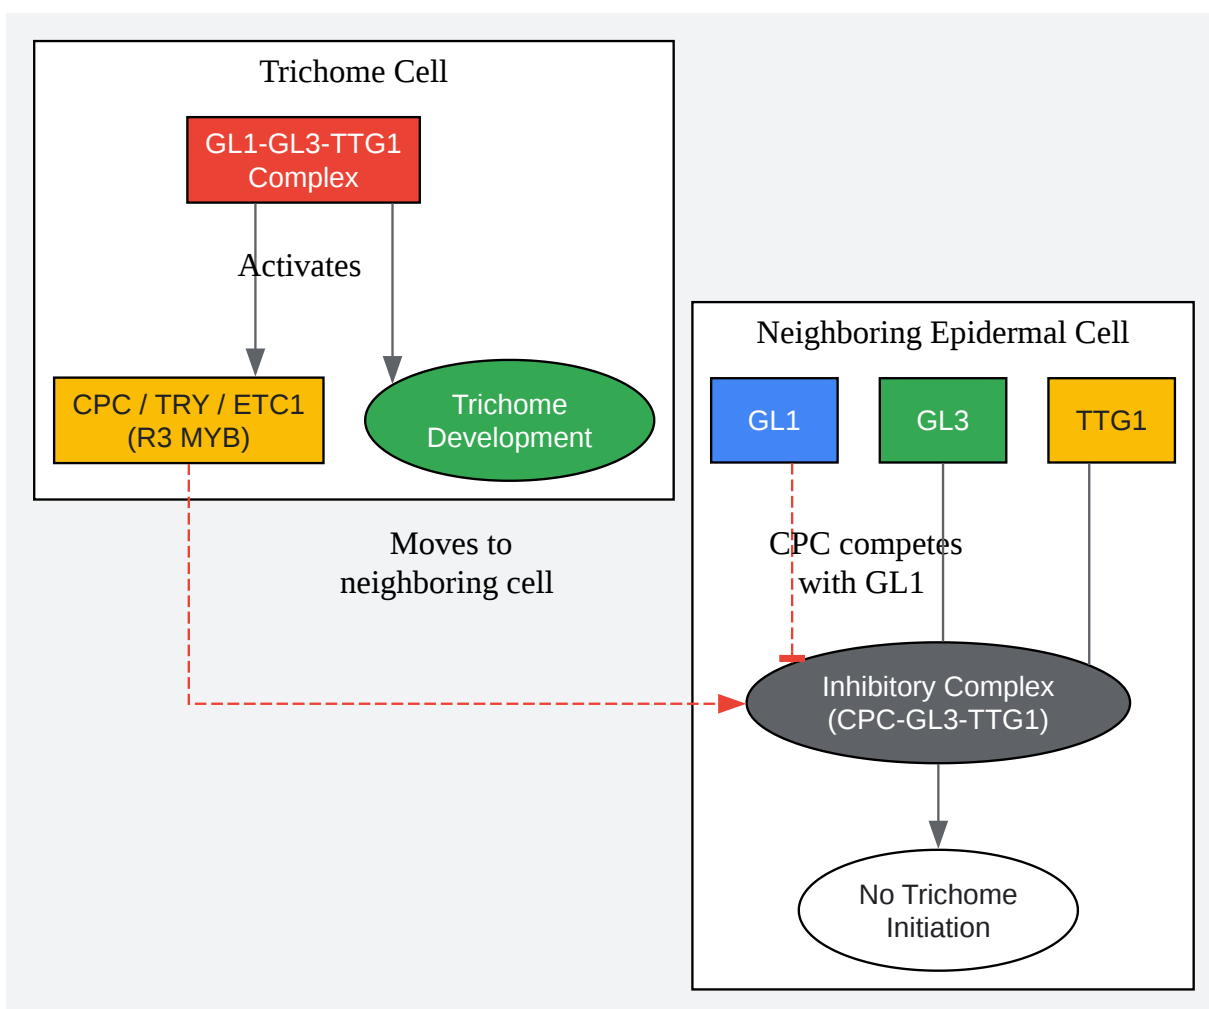 Trichome Cell
GL1-GL3-TTG1
Complex
Activates
CPC / TRY / ETC1
(R3 MYB)
Trichome
Development
Moves to
neighboring cell
Neighboring Epidermal Cell
GL1
GL3
TTG1
CPC competes
with GL1
Inhibitory Complex
(CPC-GL3-TTG1)
No Trichome
Initiation